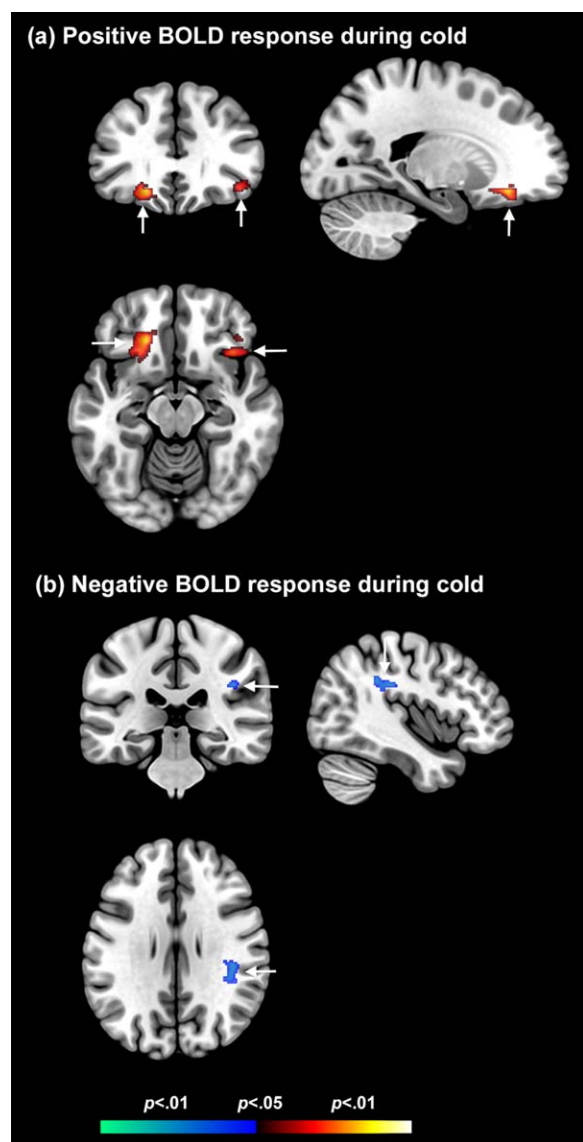 (a) Positive BOLD response during cold
(b) Negative BOLD response during cold
p<.01 p<.05 p<.01